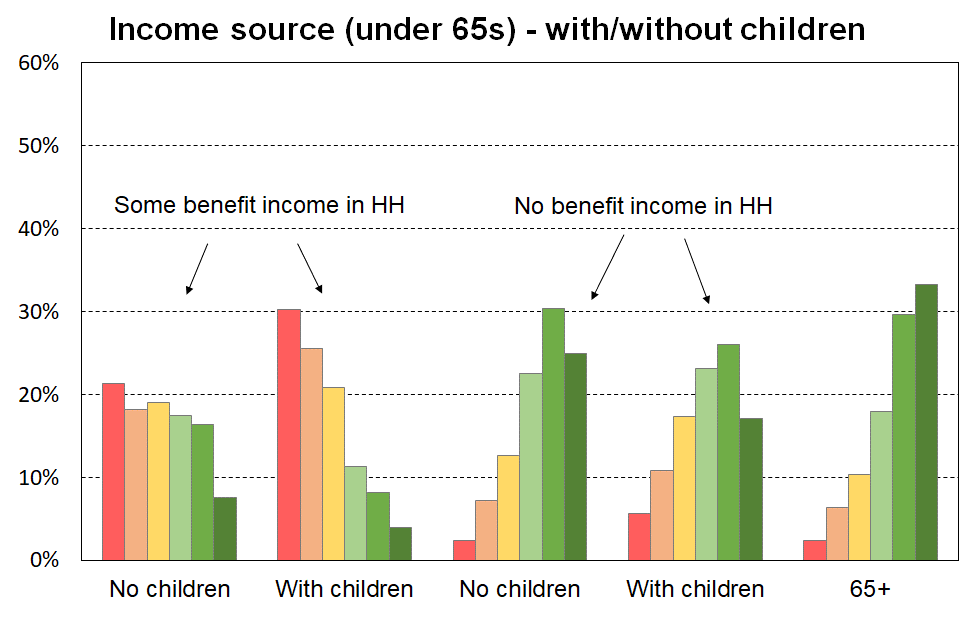 Income source (under 65s) - with/without children
60%
50%
Some benefit income in HH
No benefit income in HH
40%
30%
20%
10%
0%
No children
With children
No children
With children
65+